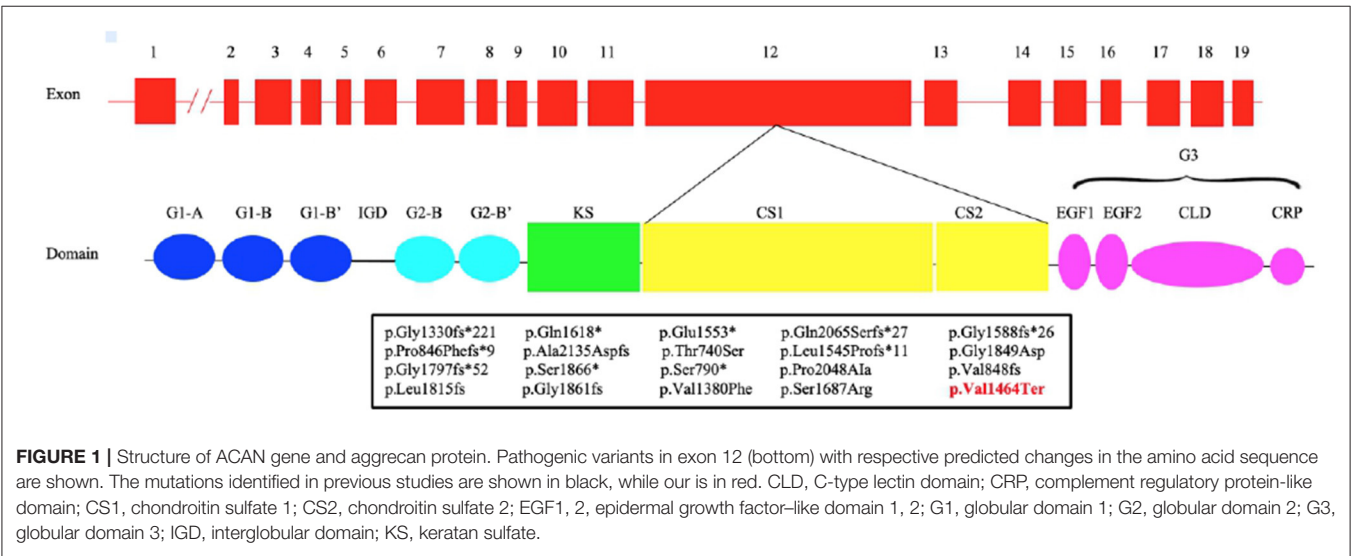 1 2 3 4 5 6 7 8 9 10 11 12 13 14 15 16 17 18 19
Exon
G3
G1-A G1-B G1-B’ IGD G2-B G2-B’ KS CS1 CS2 EGF1 EGF2 CLD CRP
Domain
p.Gly1330fs*221 p.Gln1618* p.Glu1553* p.Gln2065Serfs*27 p.Gly1588fs*26
p.Pro846Phefs*9 p.Ala2135Aspfs p.Thr740Ser p.Leu1545Profs*11 p.Gly1849Asp
p.Gly1797fs*52 p.Ser1866* p.Ser790* p.Pro2048AIa p.Val848fs
p.Leu1815fs p.Gly1861fs p.Val1380Phe p.Ser1687Arg p.Val1464Ter
FIGURE 1 | Structure of ACAN gene and aggrecan protein. Pathogenic variants in exon 12 (bottom) with respective predicted changes in the amino acid sequence
are shown. The mutations identified in previous studies are shown in black, while our is in red. CLD, C-type lectin domain; CRP, complement regulatory protein-like
domain; CS1, chondroitin sulfate 1; CS2, chondroitin sulfate 2; EGF1, 2, epidermal growth factor–like domain 1, 2; G1, globular domain 1; G2, globular domain 2; G3,
globular domain 3; IGD, interglobular domain; KS, keratan sulfate.